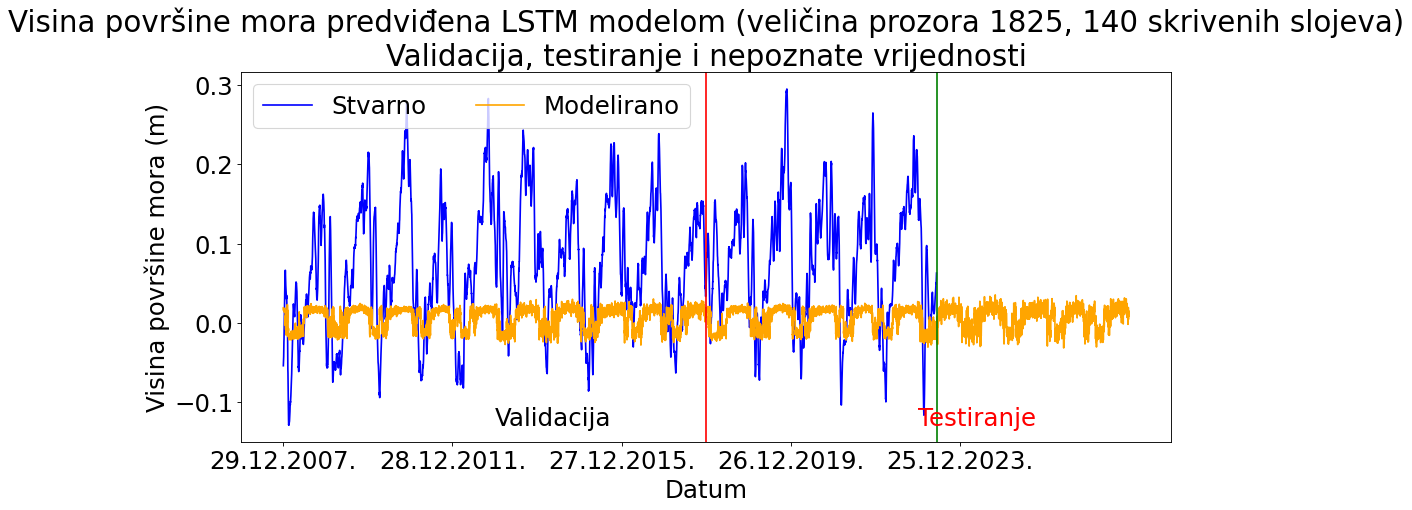 Visina površine mora predviđena LSTM modelom (veličina prozora 1825, 140 skrivenih slojeva)
Validacija, testiranje i nepoznate vrijednosti
Stvarno
Modelirano
Visina površine mora (m)
0.3
0.2
0.1
0.0
−0.1
Validacija
Testiranje
29.12.2007.
28.12.2011.
27.12.2015.
26.12.2019.
25.12.2023.
Datum